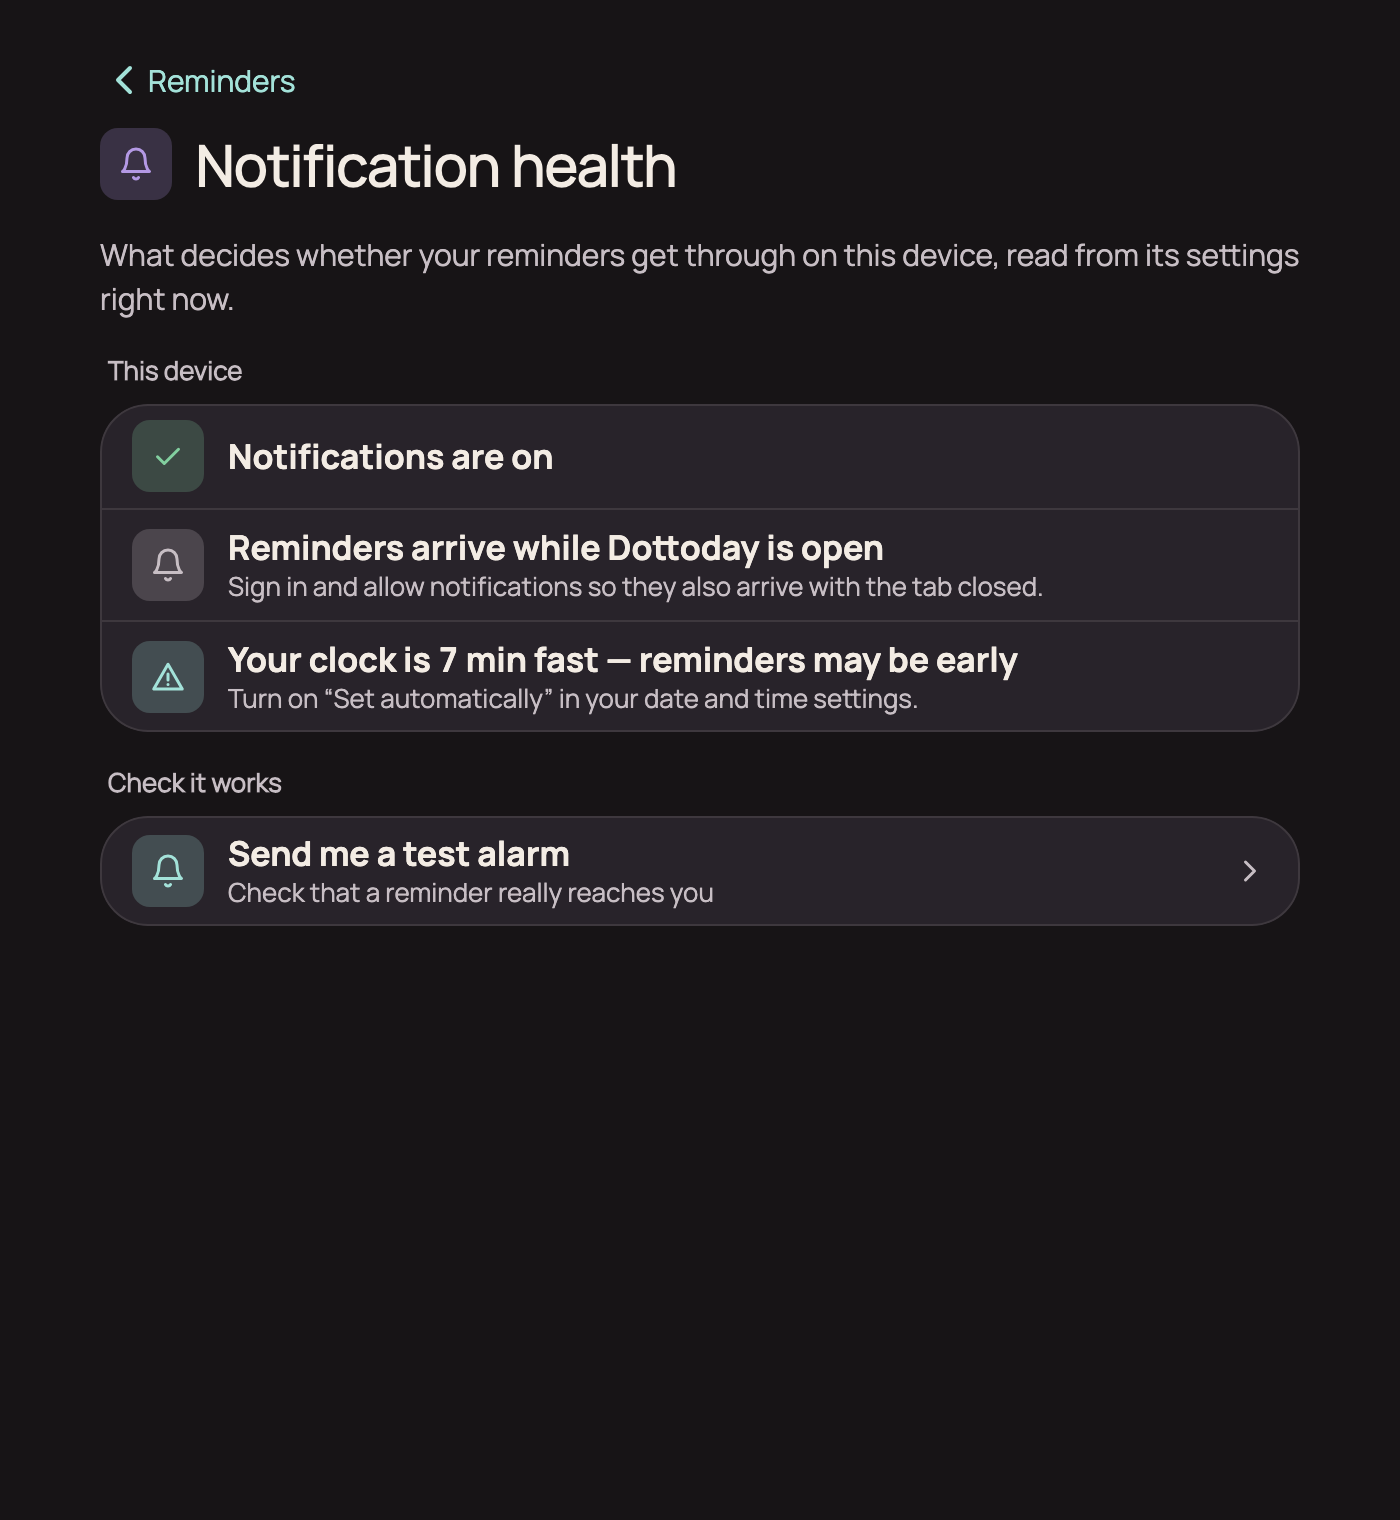 Reminders
Notification health
What decides whether your reminders get through on this device, read from its settings
right now.
This device
Notifications are on
Reminders arrive while Dottoday is open
Sign in and allow notifications so they also arrive with the tab closed.
Your clock is 7 min fast — reminders may be early
Turn on “Set automatically” in your date and time settings.
Check it works
Send me a test alarm
Check that a reminder really reaches you